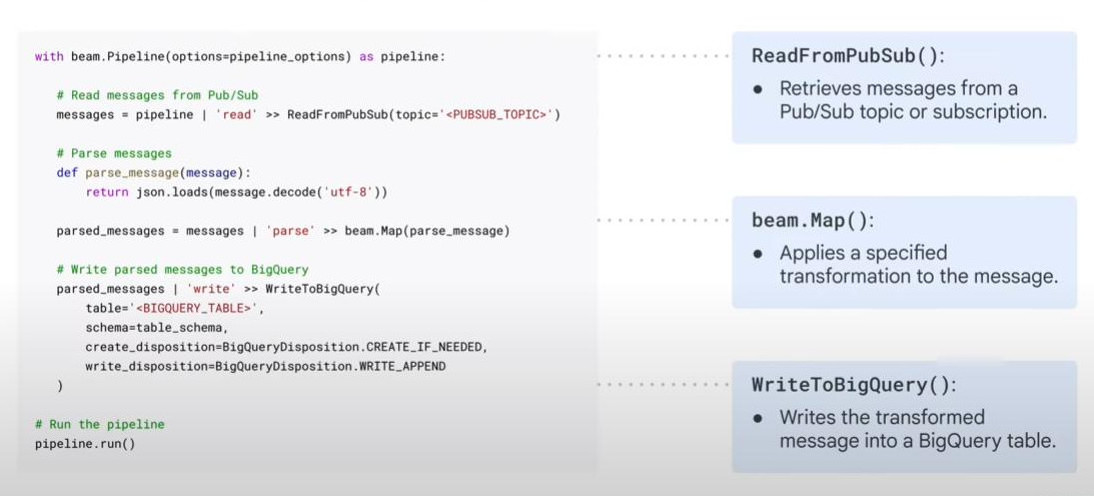 with beam.Pipeline(options=pipeline_options) as pipeline:
# Read messages from Pub/Sub
messages = pipeline | 'read' >> ReadFromPubSub(topic='<PUBSUB_TOPIC>')
# Parse messages
def parse_message(message):
return json.loads(message.decode('utf-8'))
parsed_messages = messages | 'parse' >> beam.Map(parse_message)
# Write parsed messages to BigQuery
parsed_messages | 'write' >> WriteToBigQuery(
table='<BIGQUERY_TABLE>',
schema=table_schema,
create_disposition=BigQueryDisposition.CREATE_IF_NEEDED,
write_disposition=BigQueryDisposition.WRITE_APPEND
)
# Run the pipeline
pipeline.run()
ReadFromPubSub():
● Retrieves messages from a
Pub/Sub topic or subscription.
beam.Map():
● Applies a specified
transformation to the message.
WriteToBigQuery():
● Writes the transformed
message into a BigQuery table.